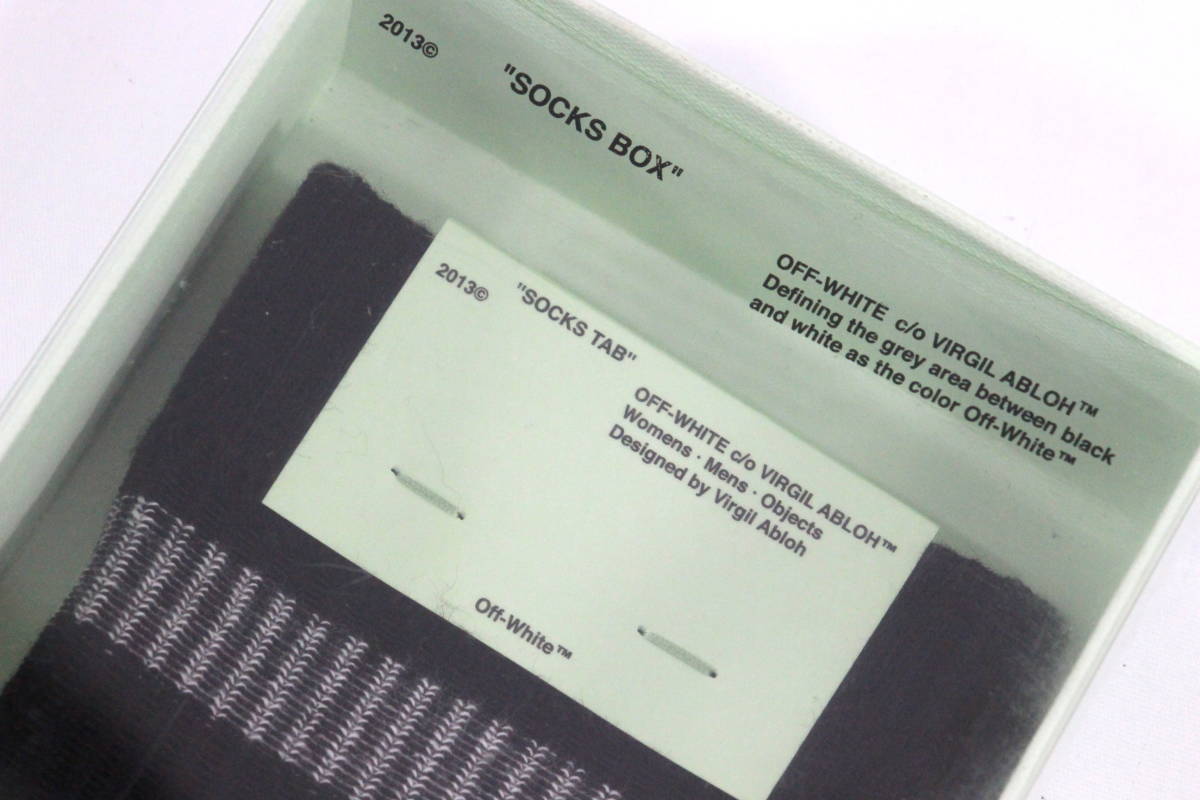 2013©
"SOCKS BOX"
OFF-WHITE c/o VIRGIL ABLOH™
Defining the grey area between black
and white as the color Off-White™
2013©
"SOCKS TAB"
OFF-WHITE c/o VIRGIL ABLOH™
Womens · Mens · Objects
Designed by Virgil Abloh
Off-White™